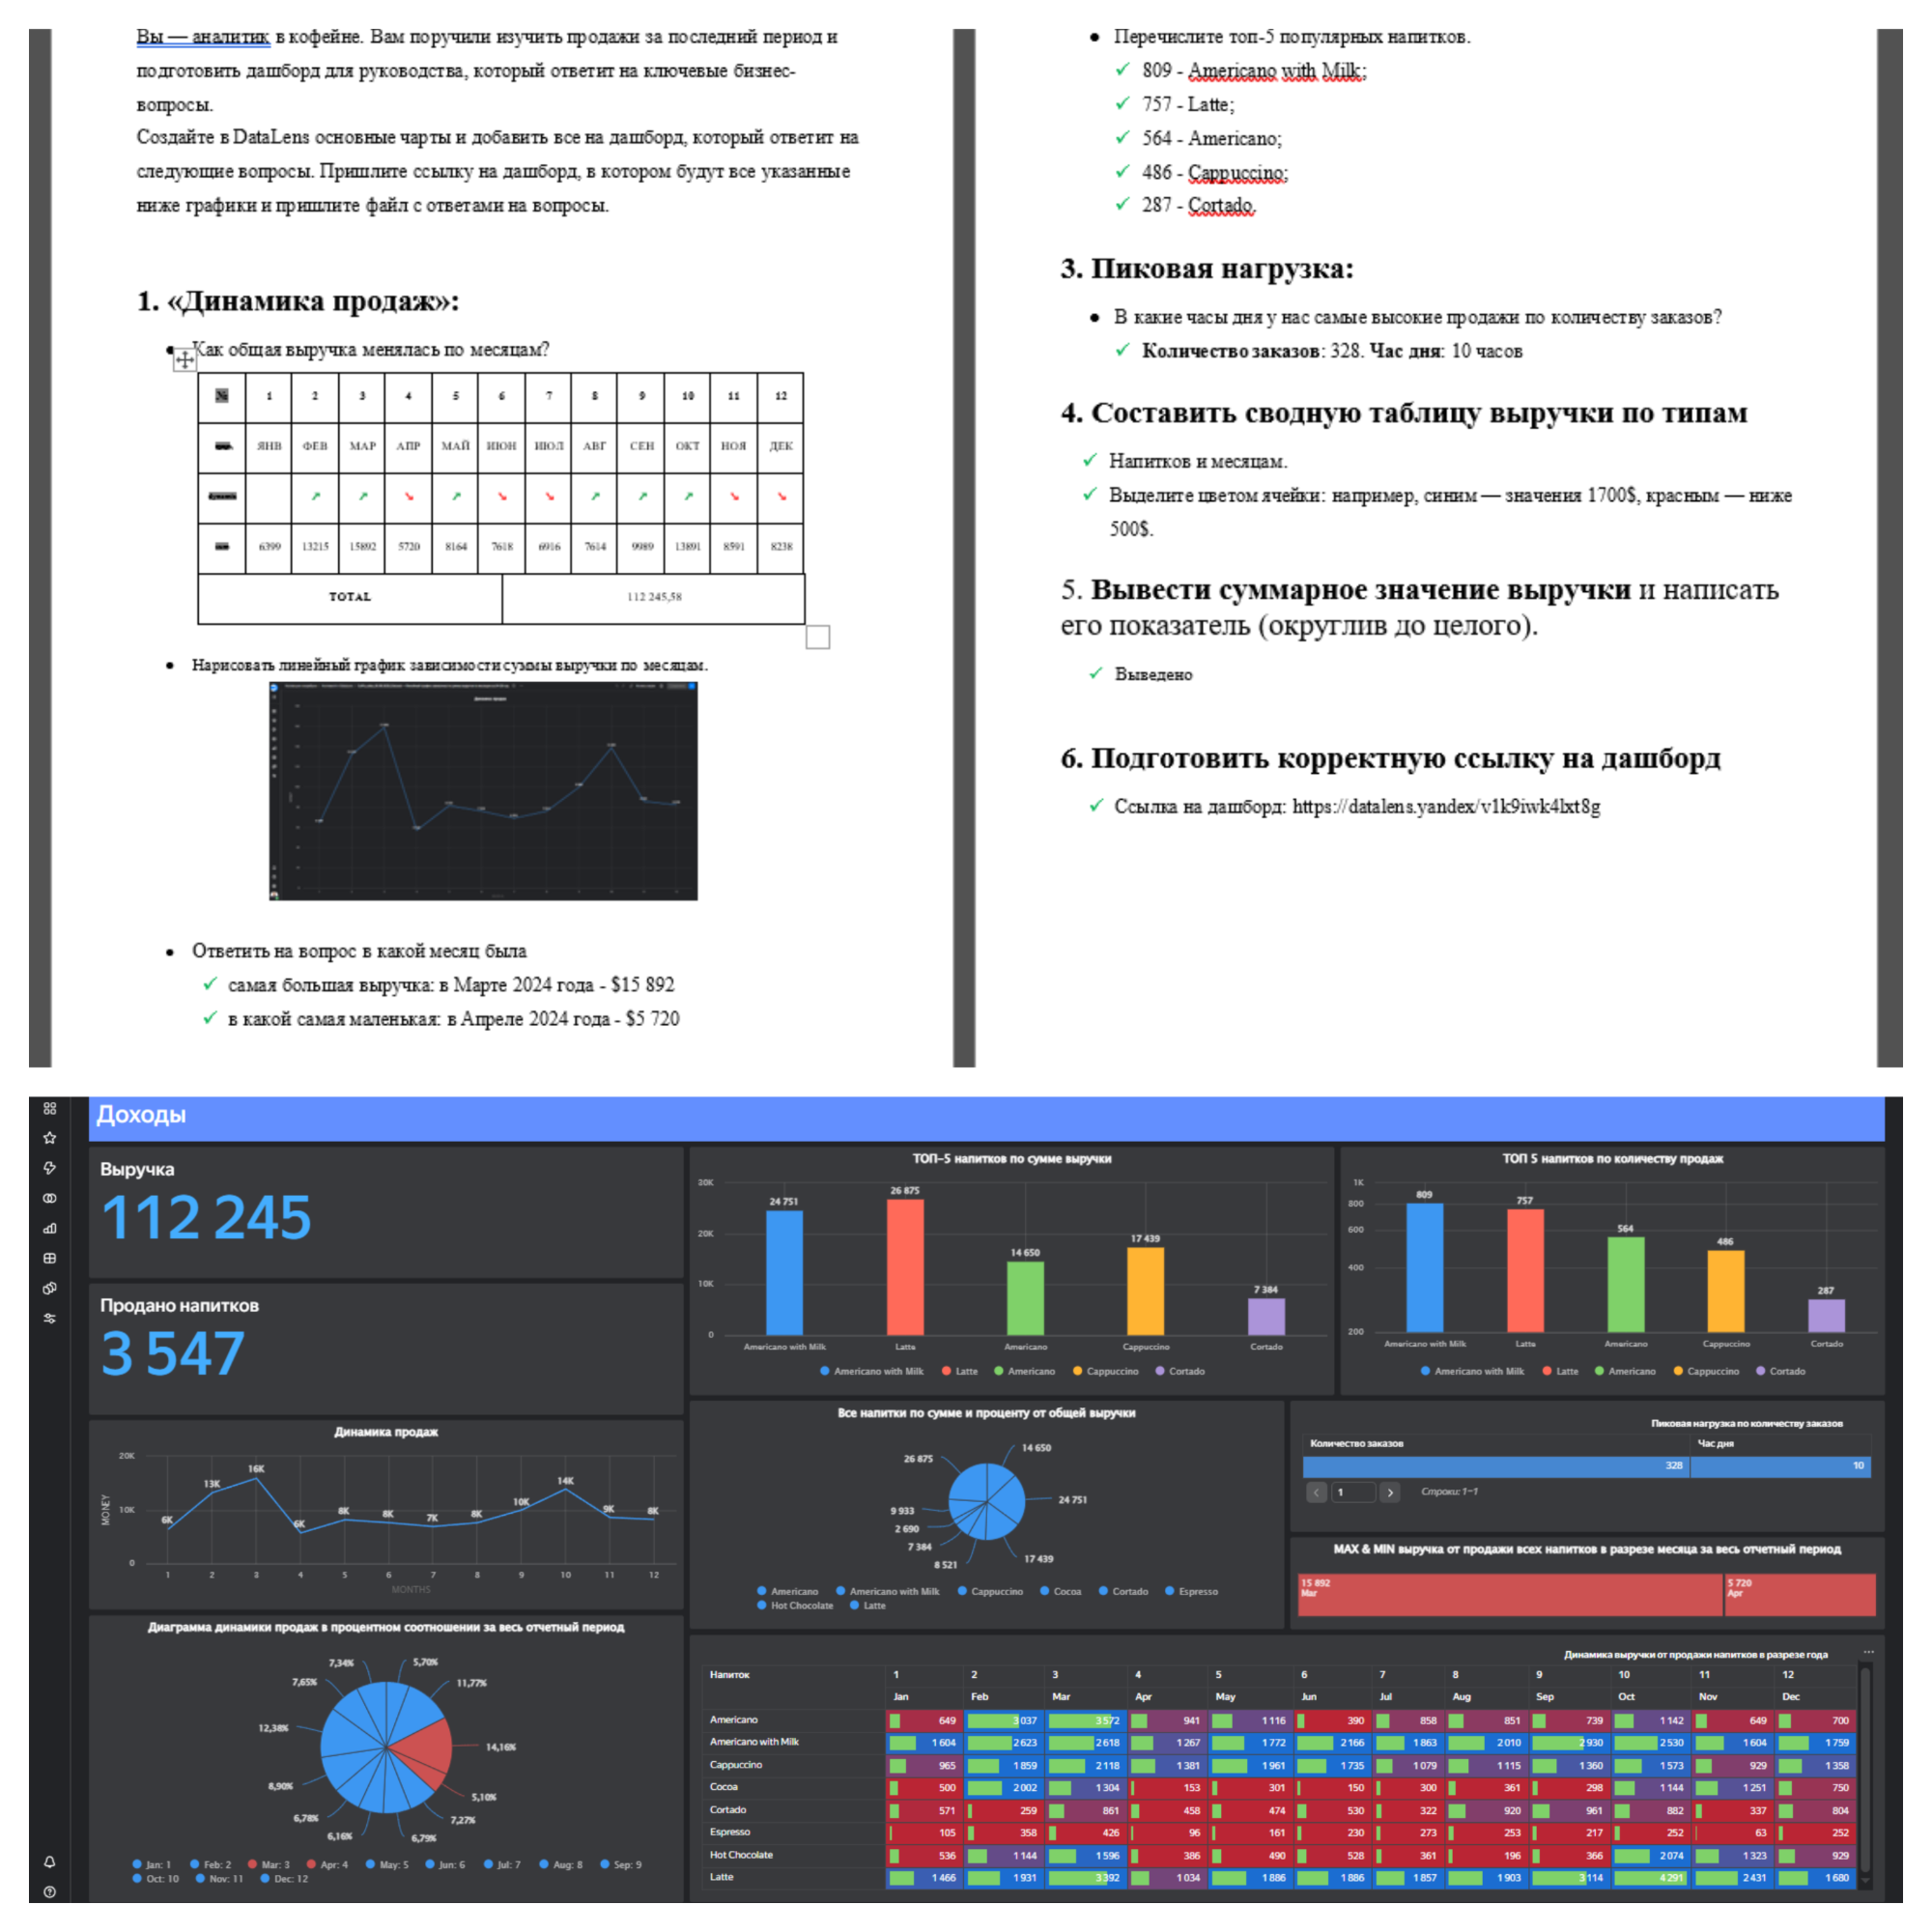 Вы — аналитик в кофейне. Вам поручили изучить продажи за последний период и
подготовить дашборд для руководства, который ответит на ключевые бизнес-
вопросы.
Создайте в DataLens основные чарты и добавить все на дашборд, который ответит на
следующие вопросы. Пришлите ссылку на дашборд, в котором будут все указанные
ниже графики и пришлите файл с ответами на вопросы.
1. «Динамика продаж»:
Как общая выручка менялась по месяцам?
№ 1 2 3 4 5 6 7 8 9 10 11 12
ЯНВ ФЕВ МАР АПР МАЙ ИЮН ИЮЛ АВГ СЕН ОКТ НОЯ ДЕК
6399 13215 15892 5720 8164 7618 6916 7614 9989 13891 8591 8238
TOTAL 112 245,58
• Нарисовать линейный график зависимости суммы выручки по месяцам.
Динамика продаж
• Ответить на вопрос в какой месяц была
✓ самая большая выручка: в Марте 2024 года - $15 892
✓ в какой самая маленькая: в Апреле 2024 года - $5 720
• Перечислите топ-5 популярных напитков.
✓ 809 - Americano with Milk;
✓ 757 - Latte;
✓ 564 - Americano;
✓ 486 - Cappuccino;
✓ 287 - Cortado.
3. Пиковая нагрузка:
• В какие часы дня у нас самые высокие продажи по количеству заказов?
✓ Количество заказов: 328. Час дня: 10 часов
4. Составить сводную таблицу выручки по типам
✓ Напитков и месяцам.
✓ Выделите цветом ячейки: например, синим — значения 1700$, красным — ниже
500$.
5. Вывести суммарное значение выручки и написать
его показатель (округлив до целого).
✓ Выведено
6. Подготовить корректную ссылку на дашборд
✓ Ссылка на дашборд: https://datalens.yandex/v1k9iwk4lxt8g
Доходы
Выручка
112 245
Продано напитков
3 547
Динамика продаж
20K
10K
0
MONEY
6K 13K 16K 6K 8K 8K 7K 8K 10K 14K 9K 8K
1 2 3 4 5 6 7 8 9 10 11 12
MONTHS
Диаграмма динамики продаж в процентном соотношении за весь отчетный период
7,34% 5,70%
7,65% 11,77%
12,38%
14,16%
8,90%
5,10%
6,78% 7,27%
6,16% 6,79%
Jan: 1 Feb: 2 Mar: 3 Apr: 4 May: 5 Jun: 6 Jul: 7 Aug: 8 Sep: 9
Oct: 10 Nov: 11 Dec: 12
ТОП-5 напитков по сумме выручки
30K
20K
10K
0
24 751 26 875 14 650 17 439 7 384
Americano with Milk Latte Americano Cappuccino Cortado
Americano with Milk Latte Americano Cappuccino Cortado
ТОП 5 напитков по количеству продаж
1K
800
600
400
200
809 757 564 486 287
Americano with Milk Latte Americano Cappuccino Cortado
Americano with Milk Latte Americano Cappuccino Cortado
Все напитки по сумме и проценту от общей выручки
14 650
26 875
24 751
9 933
2 690
7 384
8 521
17 439
Americano Americano with Milk Cappuccino Cocoa Cortado Espresso
Hot Chocolate Latte
Пиковая нагрузка по количеству заказов
Количество заказов Час дня
328 10
1 Строки: 1−1
MAX & MIN выручка от продажи всех напитков в разрезе месяца за весь отчетный период
15 892 5 720
Mar Apr
Динамика выручки от продажи напитков в разрезе года
Напиток 1 2 3 4 5 6 7 8 9 10 11 12
Jan Feb Mar Apr May Jun Jul Aug Sep Oct Nov Dec
Americano 649 3 037 3 572 941 1 116 390 858 851 739 1 142 649 700
Americano with Milk 1 604 2 623 2 618 1 267 1 772 2 166 1 863 2 010 2 930 2 530 1 604 1 759
Cappuccino 965 1 859 2 118 1 381 1 961 1 735 1 079 1 115 1 360 1 573 929 1 358
Cocoa 500 2 002 1 304 153 301 150 300 361 298 1 144 1 251 750
Cortado 571 259 861 458 474 530 322 920 961 882 337 804
Espresso 105 358 426 96 161 230 273 253 217 252 63 252
Hot Chocolate 536 1 144 1 596 386 490 528 361 196 366 2 074 1 323 929
Latte 1 466 1 931 3 392 1 034 1 886 1 886 1 857 1 903 3 114 4 291 2 431 1 680